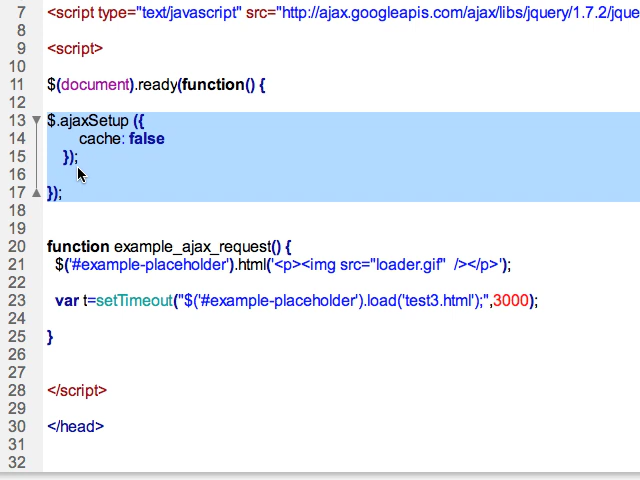 7 <script type="text/javascript" src="http://ajax.googleapis.com/ajax/libs/jquery/1.7.2/jque
8
9 <script>
10
11 $(document).ready(function() {
12
13 $.ajaxSetup ({
14 cache: false
15 });
16
17 });
18
19
20 function example_ajax_request() {
21 $('#example-placeholder').html('<p><img src="loader.gif" /></p>');
22
23 var t=setTimeout("$('#example-placeholder').load('test3.html');",3000);
24
25 }
26
27
28 </script>
29
30 </head>
31
32